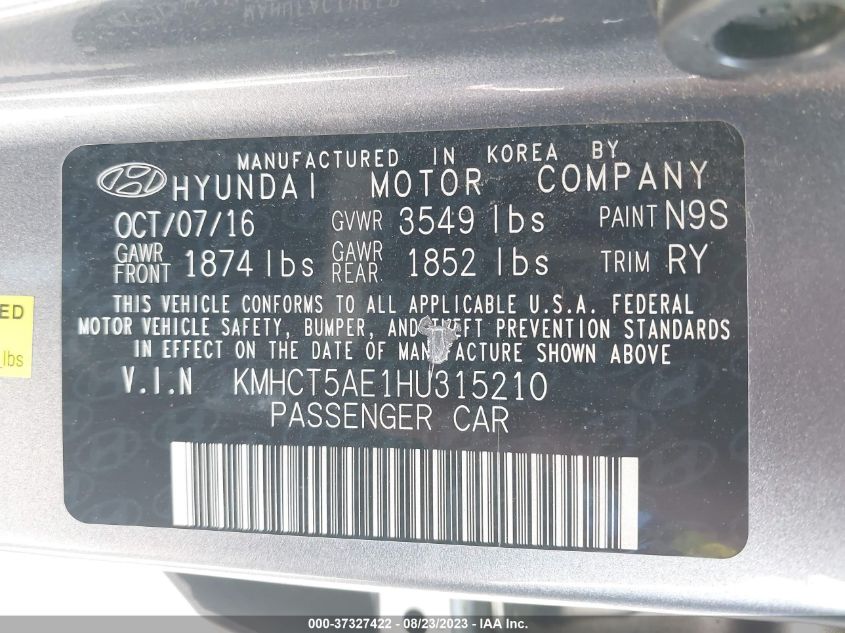 MANUFACTURED IN KOREA BY
HYUNDAI MOTOR COMPANY
OCT/07/16 GVWR 3549 lbs PAINT N9S
GAWR FRONT 1874 lbs GAWR REAR 1852 lbs TRIM RY
THIS VEHICLE CONFORMS TO ALL APPLICABLE U.S.A. FEDERAL
MOTOR VEHICLE SAFETY, BUMPER, AND THEFT PREVENTION STANDARDS
IN EFFECT ON THE DATE OF MANUFACTURE SHOWN ABOVE
V.I.N KMHCT5AE1HU315210
PASSENGER CAR
ED
lbs
000-37327422 - 08/23/2023 - IAA Inc.